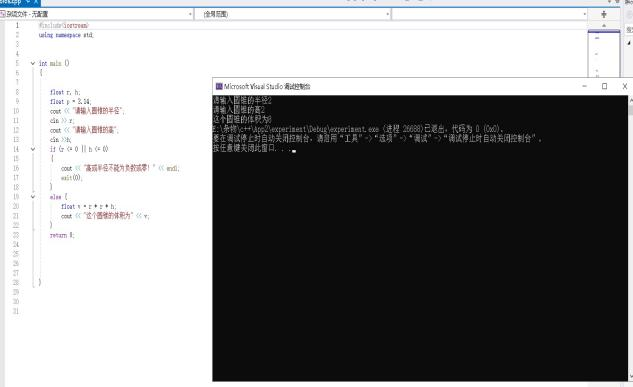 杂项文件 - 无配置
(全局范围)
#include<iostream>
using namespace std;
int main ()
{
float r, h;
float p = 3.14;
cout << "请输入圆锥的半径";
cin >> r;
cout << "请输入圆锥的高";
cin >>h;
if (r <= 0 || h <= 0)
{
cout << "高或半径不能为负数或零！" << endl;
exit(0);
}
else {
float v = r * r * h;
cout << "这个圆锥的体积为" << v;
}
return 0;
}
Microsoft Visual Studio 调试控制台
请输入圆锥的半径2
请输入圆锥的高2
这个圆锥的体积为8
E:\杂物\c++\App2\experiment\Debug\experiment.exe (进程 26688)已退出，代码为 0 (0x0)。
要在调试停止时自动关闭控制台，请启用“工具”->“选项”->“调试”->“调试停止时自动关闭控制台”。
按任意键关闭此窗口. . .